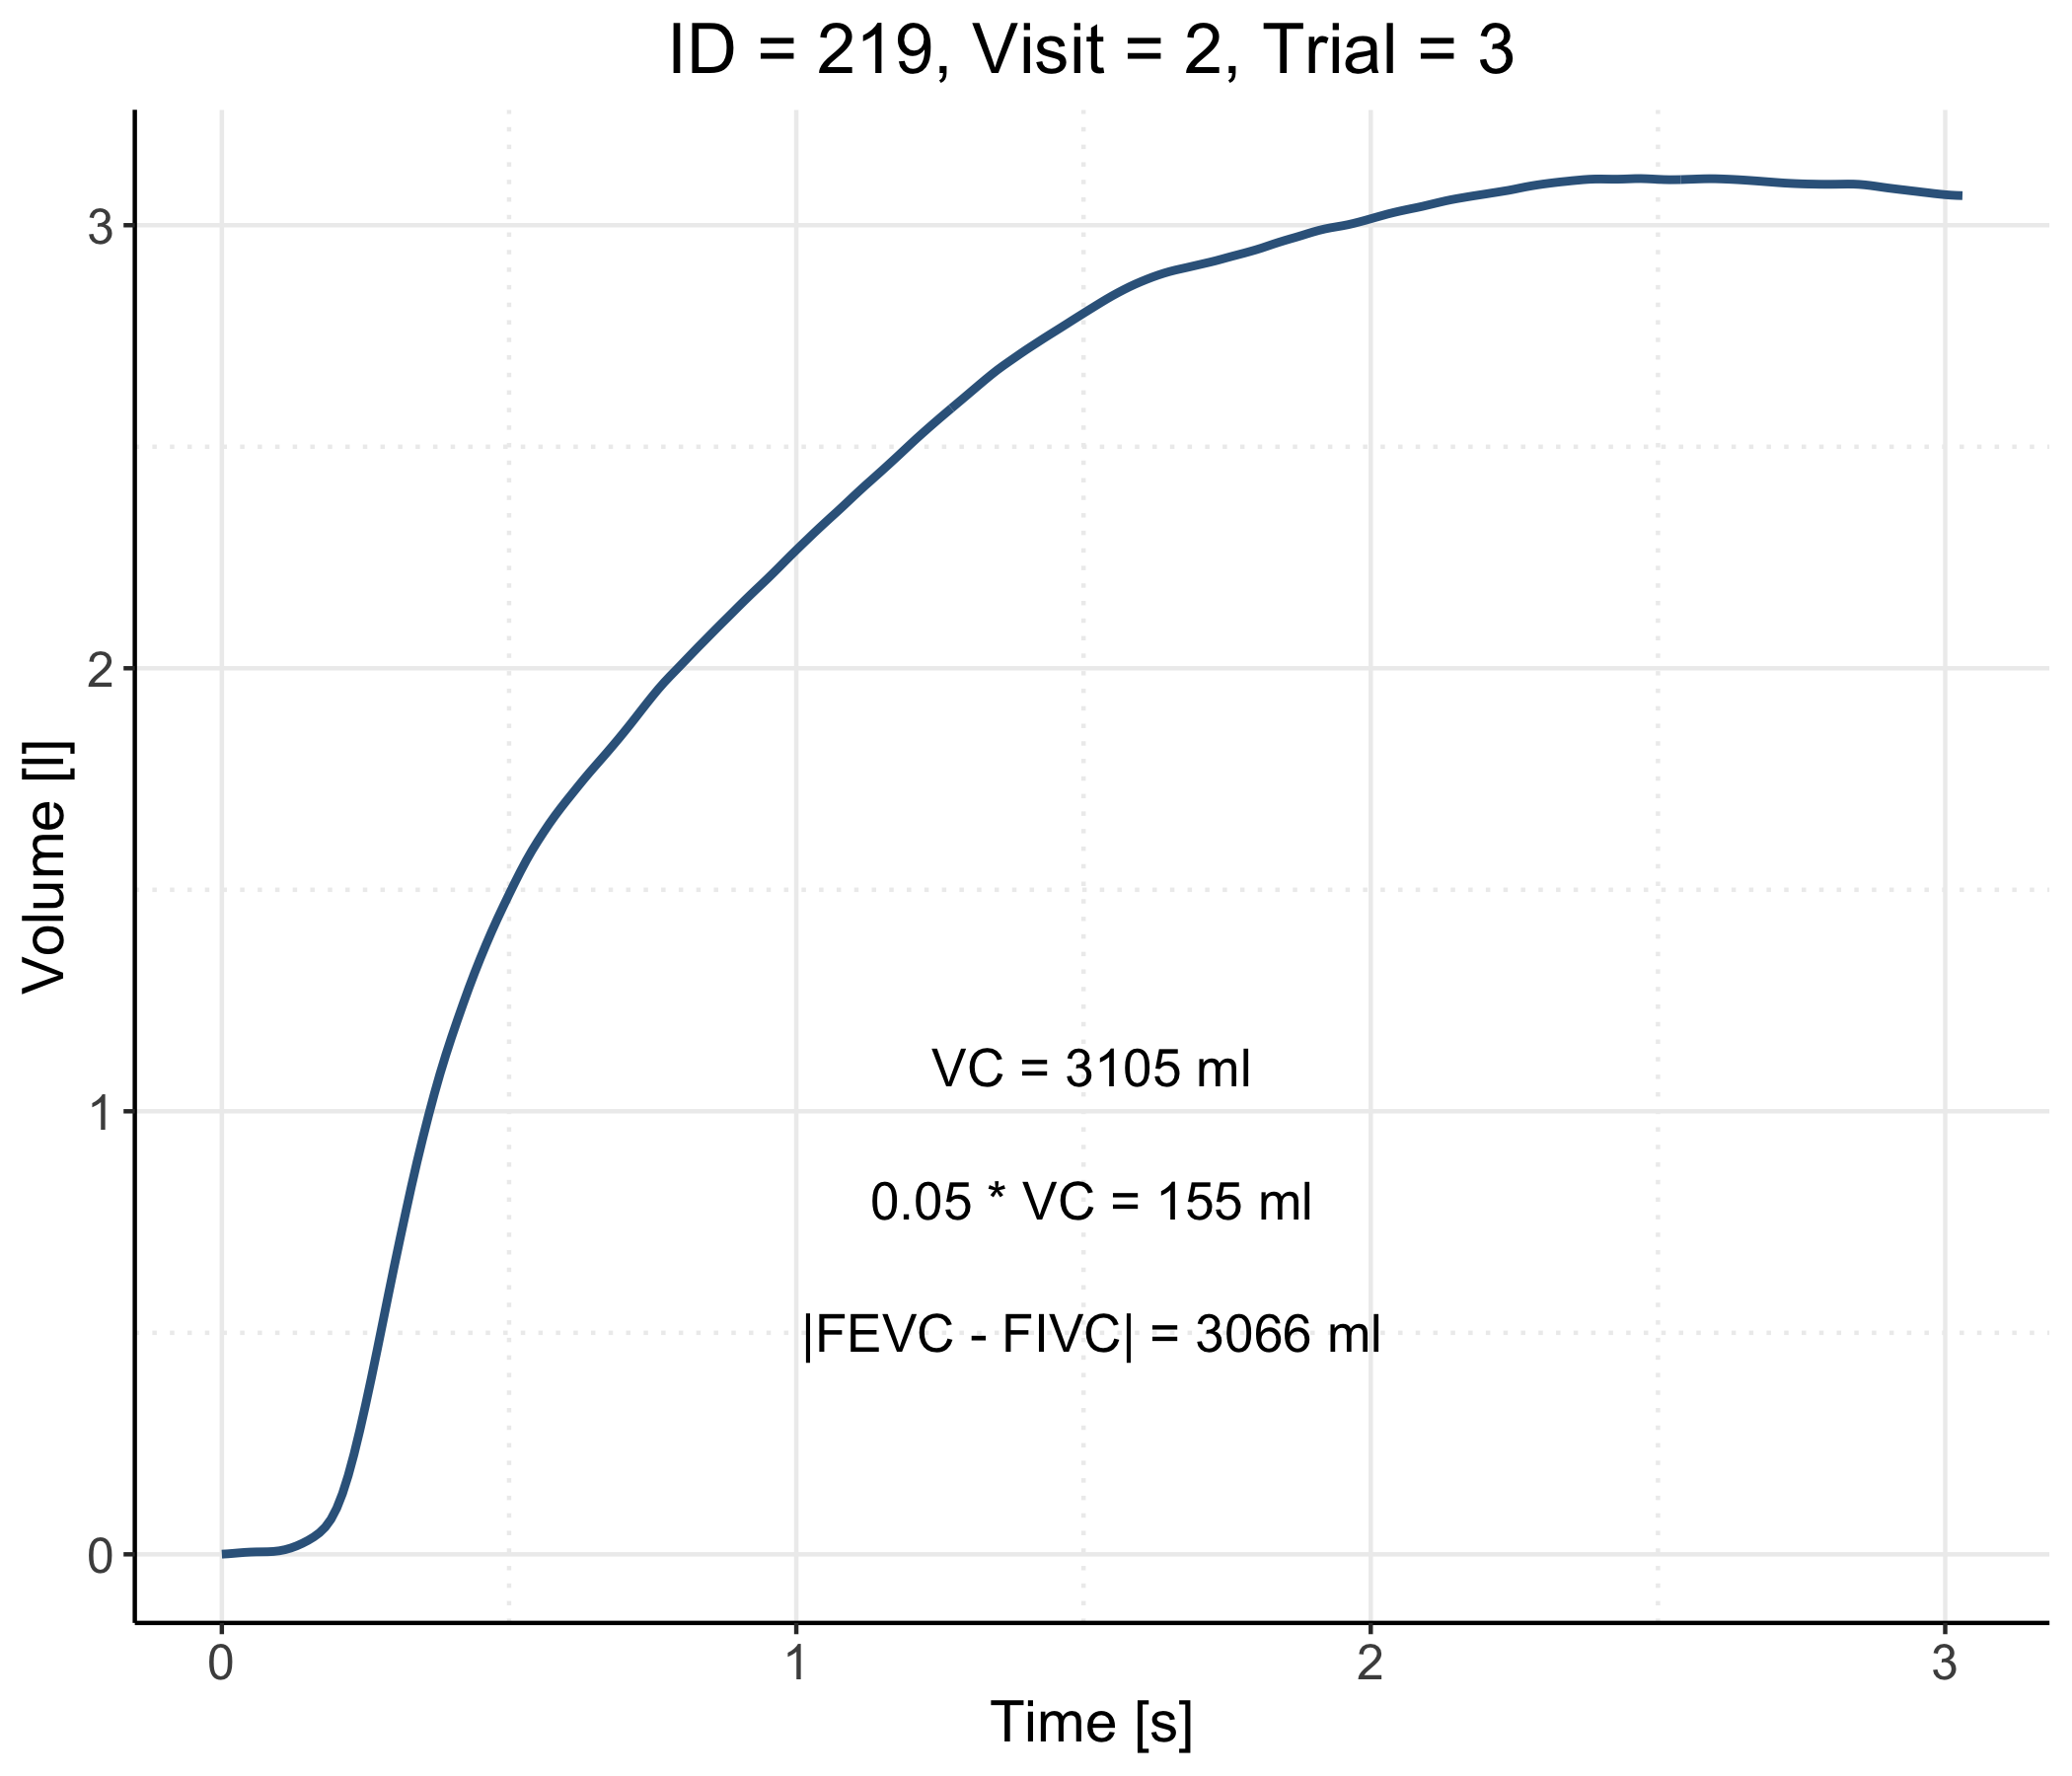 ID = 219, Visit = 2, Trial = 3
Volume [l]
3
2
1
0
VC = 3105 ml
0.05 * VC = 155 ml
|FEVC - FIVC| = 3066 ml
0
1
2
3
Time [s]